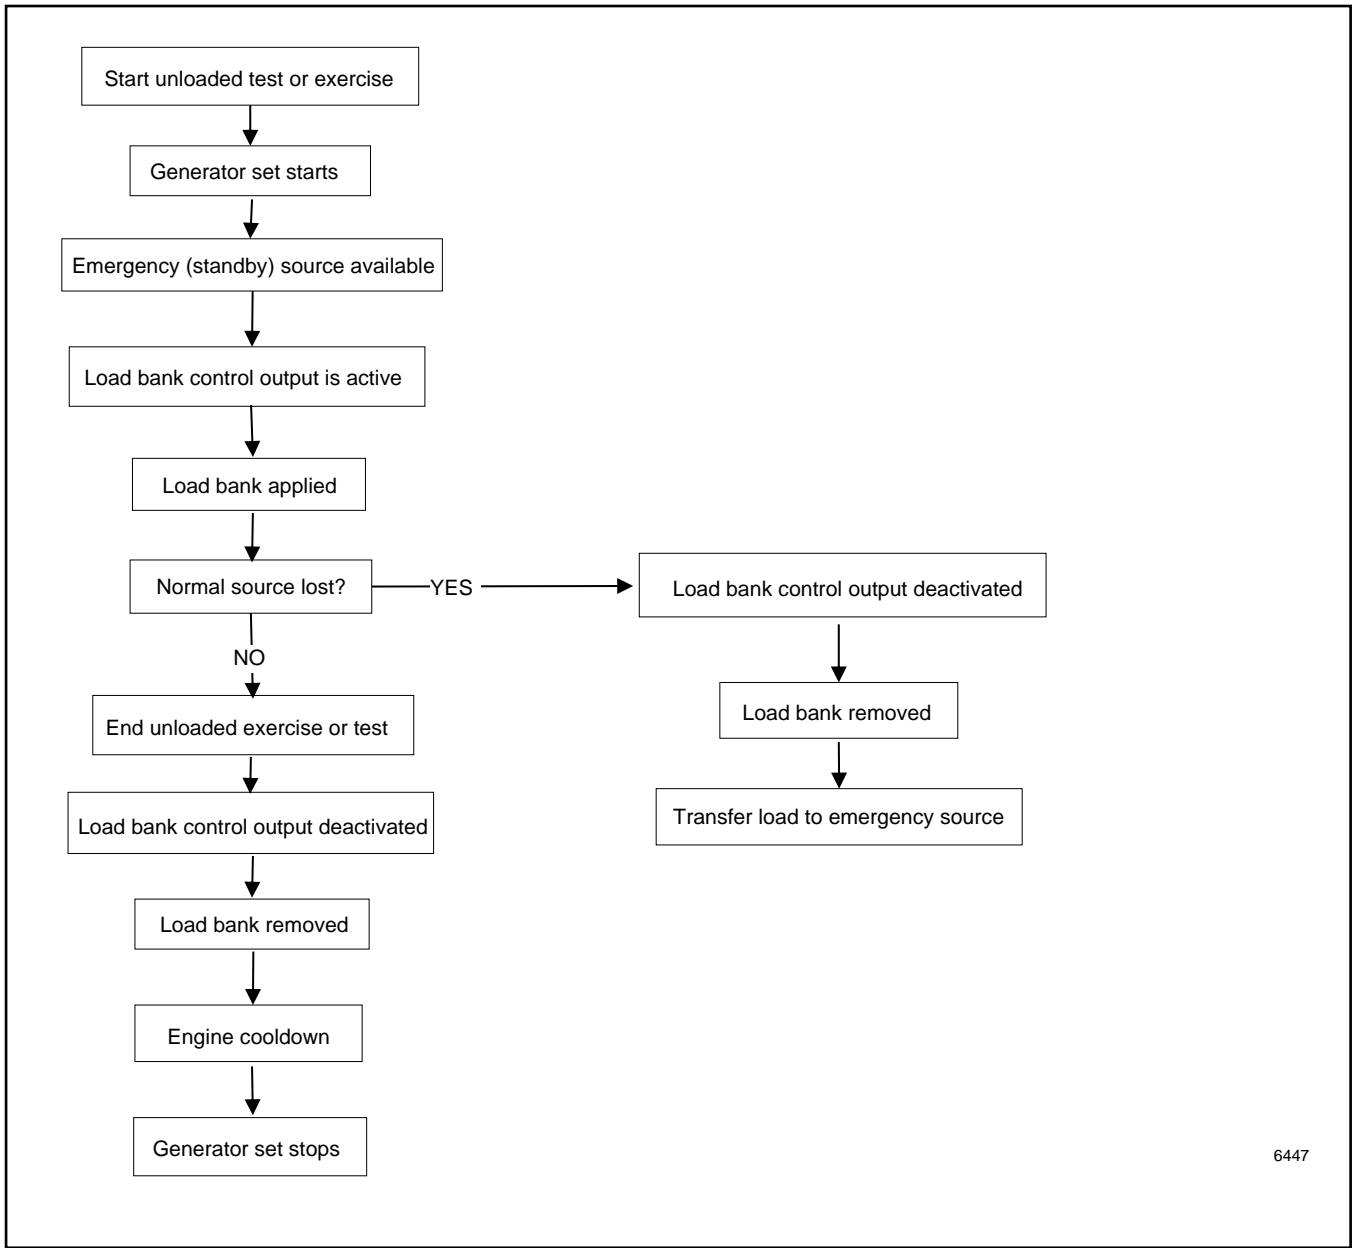 Start unloaded test or exercise
Generator set starts
Emergency (standby) source available
Load bank control output is active
Load bank applied
Normal source lost?
YES
NO
End unloaded exercise or test
Load bank control output deactivated
Load bank removed
Engine cooldown
Generator set stops
Load bank control output deactivated
Load bank removed
Transfer load to emergency source
6447